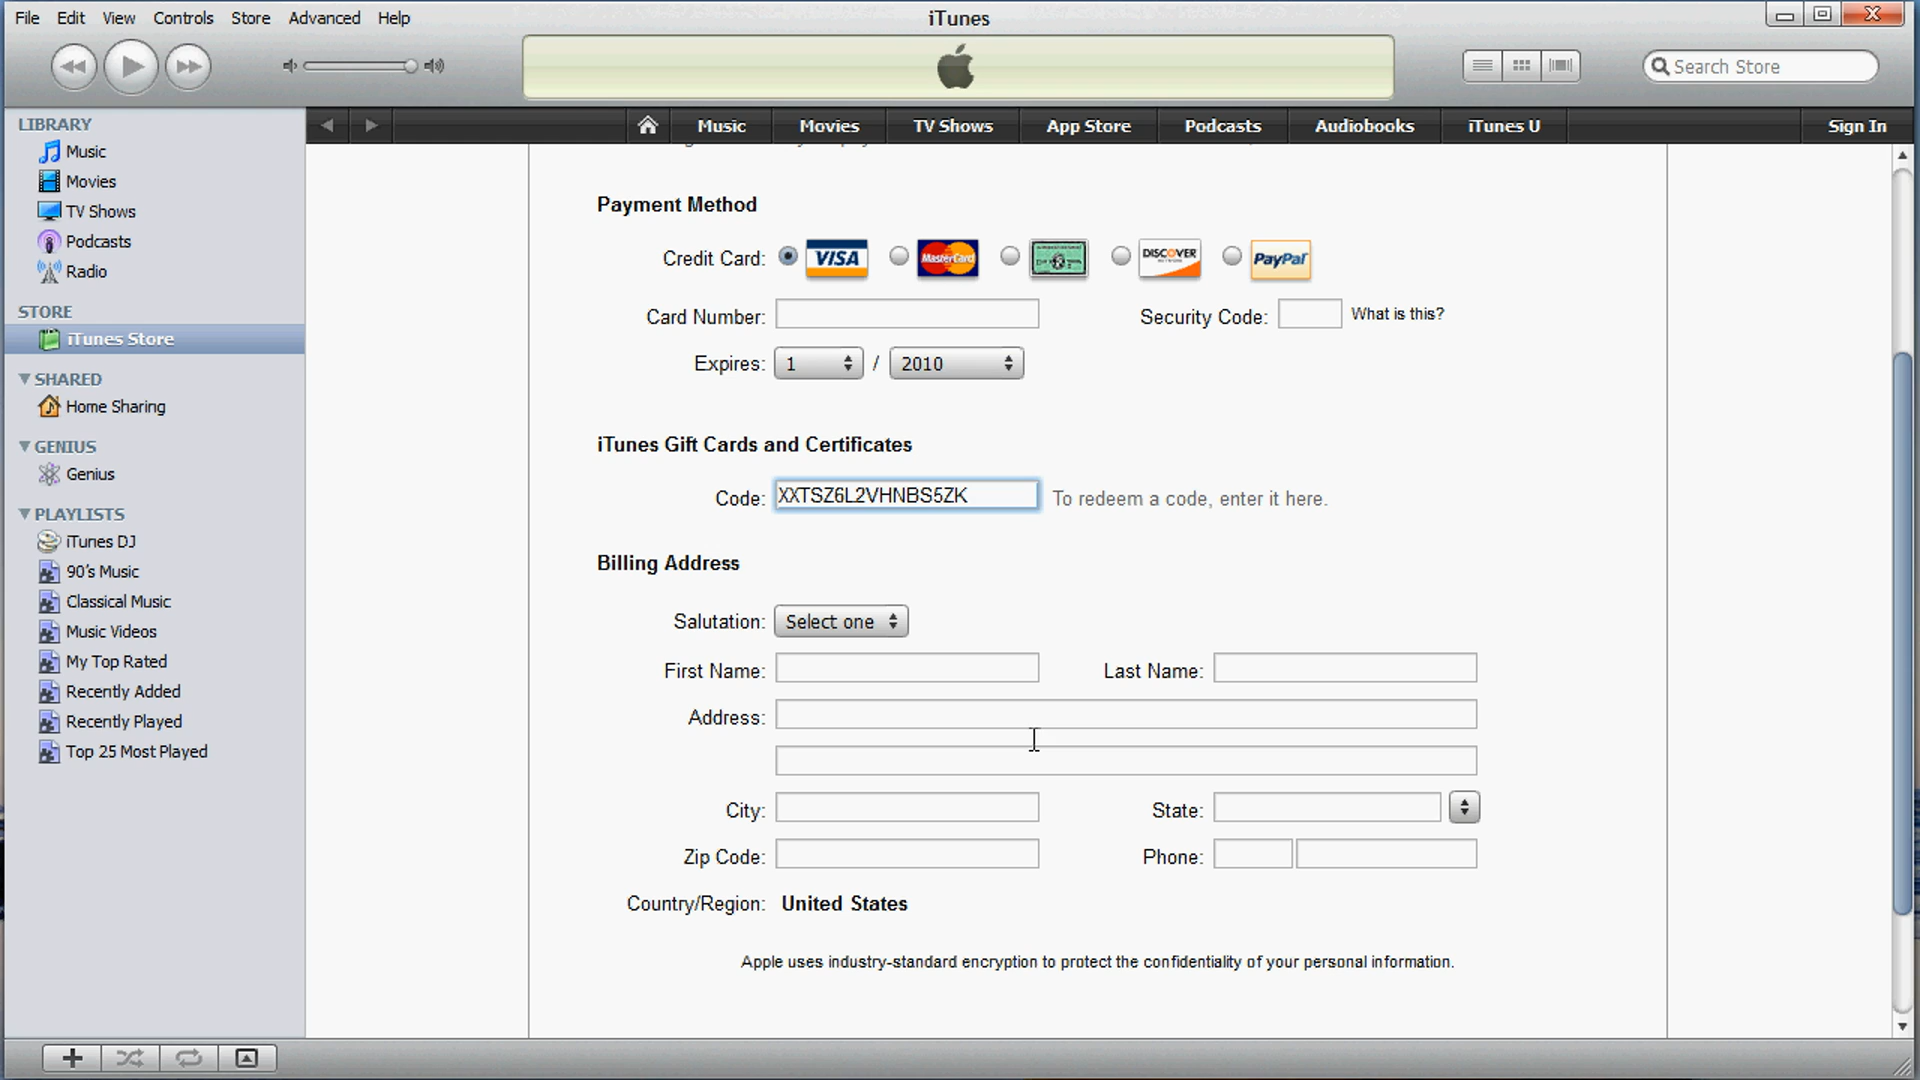 File Edit View Controls Store Advanced Help
iTunes
Search Store
Music Movies TV Shows App Store Podcasts Audiobooks iTunes U Sign In
LIBRARY
Music
Movies
TV Shows
Podcasts
Radio
STORE
iTunes Store
SHARED
Home Sharing
GENIUS
Genius
PLAYLISTS
iTunes DJ
90's Music
Classical Music
Music Videos
My Top Rated
Recently Added
Recently Played
Top 25 Most Played
Payment Method
Credit Card: VISA MasterCard DISCOVER PayPal
Card Number: Security Code: What is this?
Expires: 1 / 2010
iTunes Gift Cards and Certificates
Code: XXTSZ6L2VHNBS5ZK To redeem a code, enter it here.
Billing Address
Salutation: Select one
First Name: Last Name:
Address:
City: State:
Zip Code: Phone:
Country/Region: United States
Apple uses industry-standard encryption to protect the confidentiality of your personal information.